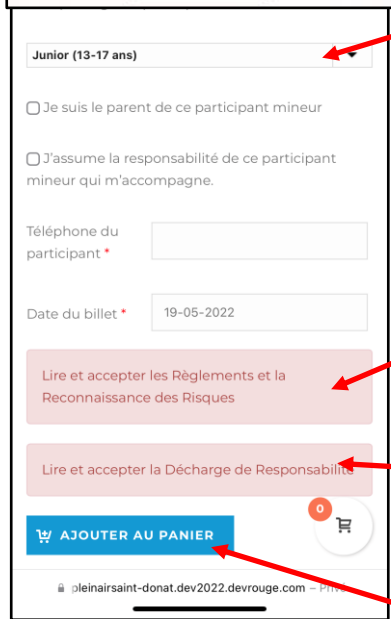 Junior (13-17 ans)
Je suis le parent de ce participant mineur
J'assume la responsabilité de ce participant
mineur qui m'accompagne.
Téléphone du
participant *
Date du billet *
19-05-2022
Lire et accepter les Règlements et la
Reconnaissance des Risques
Lire et accepter la Décharge de Responsabilité
0
AJOUTER AU PANIER
pleinairsaint-donat.dev2022.devrouge.com – Privé